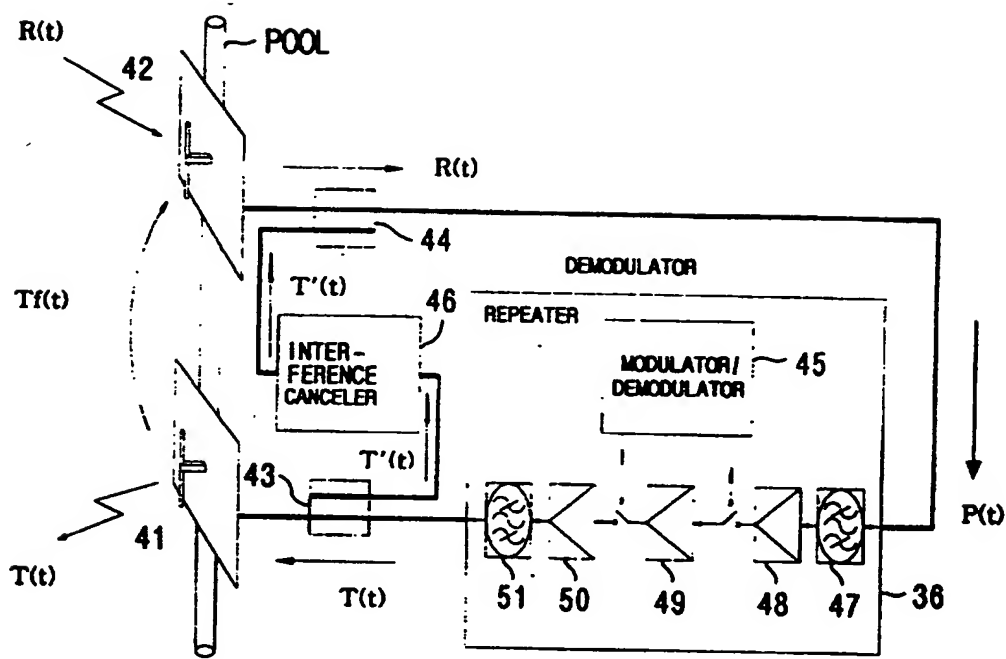 R(t)
POOL
42
R(t)
44
DEMODULATOR
T'(t)
46
Tf(t)
REPEATER
INTER-
FERENCE
CANCELER
MODULATOR/
DEMODULATOR
45
T'(t)
43
P(t)
41
T(t)
T(t)
51
50
49
48
47
36